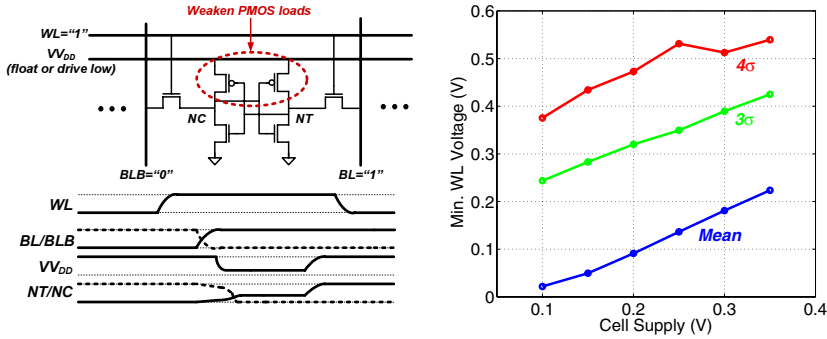 Weaken PMOS loads
WL="1"
VVDD
(float or drive low)
NC
NT
BLB="0"
BL="1"
WL
BL/BLB
VVDD
NT/NC
Min. WL Voltage (V)
0.6
0.5
0.4
0.3
0.2
0.1
0
4σ
3σ
Mean
0.1 0.2 0.3 0.4
Cell Supply (V)